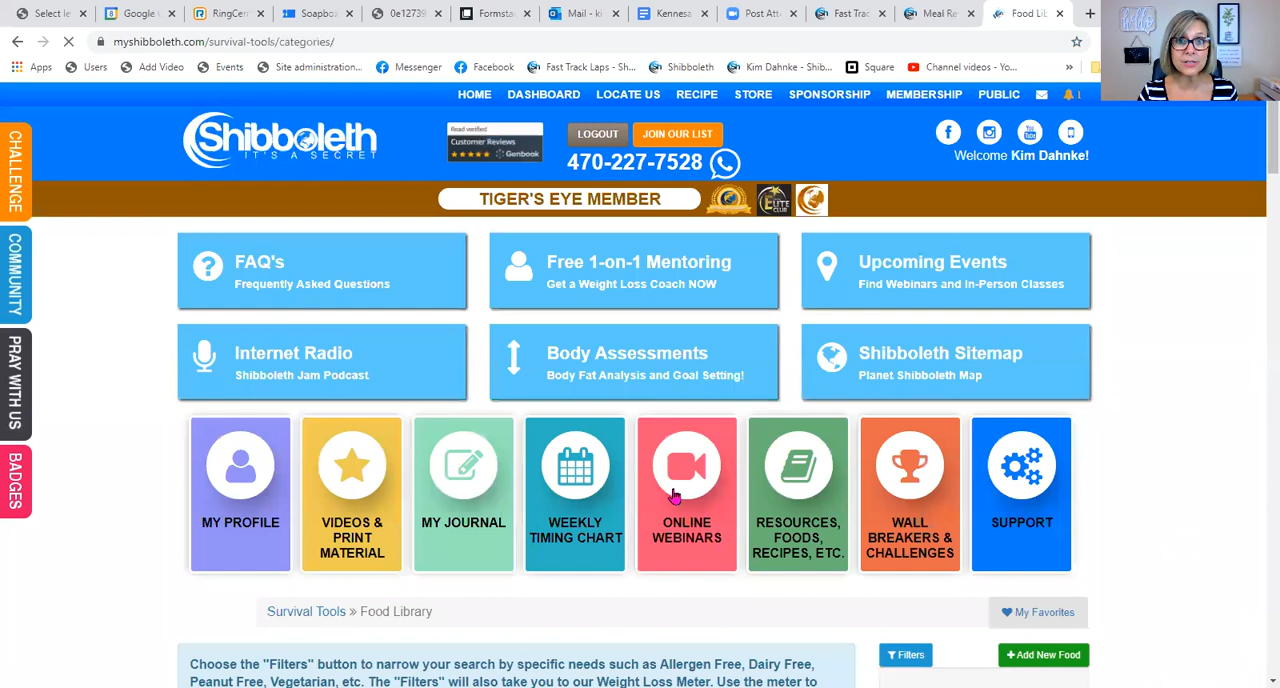 Select le
Google
RingCen
Soapbox
0e12739
Formsta
Mail - ki
Kennesa
Post Att
Fast Trac
Meal Re
Food Lib
myshibboleth.com/survival-tools/categories/
Apps Users Add Video Events Site administration... Messenger Facebook Fast Track Laps - Sh... Shibboleth Kim Dahnke - Shib... Square Channel videos - Yo... »
HOME DASHBOARD LOCATE US RECIPE STORE SPONSORSHIP MEMBERSHIP PUBLIC 1
Shibboleth
IT'S A SECRET
Read verified
Customer Reviews
Genbook
LOGOUT JOIN OUR LIST
470-227-7528
Welcome Kim Dahnke!
TIGER'S EYE MEMBER
ELITE
CLUB
CHALLENGE
COMMUNITY
PRAY WITH US
BADGES
FAQ's
Frequently Asked Questions
Free 1-on-1 Mentoring
Get a Weight Loss Coach NOW
Upcoming Events
Find Webinars and In-Person Classes
Internet Radio
Shibboleth Jam Podcast
Body Assessments
Body Fat Analysis and Goal Setting!
Shibboleth Sitemap
Planet Shibboleth Map
MY PROFILE
VIDEOS &
PRINT
MATERIAL
MY JOURNAL
WEEKLY
TIMING CHART
ONLINE
WEBINARS
RESOURCES,
FOODS,
RECIPES, ETC.
WALL
BREAKERS &
CHALLENGES
SUPPORT
Survival Tools » Food Library
My Favorites
Choose the "Filters" button to narrow your search by specific needs such as Allergen Free, Dairy Free,
Peanut Free, Vegetarian, etc. The "Filters" will also take you to our Weight Loss Meter. Use the meter to
Filters
+ Add New Food
hello